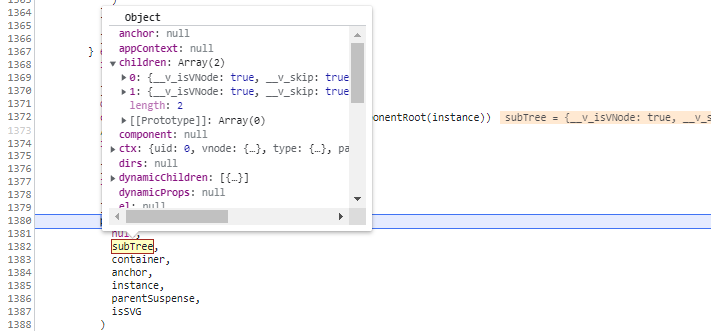 1364
1365
1366
1367 } e
1368
1369
1370
1371
1372 onentRoot(instance)) subTree = {__v_isVNode: true, __v_s
1373
1374
1375
1376
1377
1378
1379
1380
1381 null,
1382 subTree,
1383 container,
1384 anchor,
1385 instance,
1386 parentSuspense,
1387 isSVG
1388 )
Object
anchor: null
appContext: null
▼children: Array(2)
▶0: {__v_isVNode: true, __v_skip: true
▶1: {__v_isVNode: true, __v_skip: true
length: 2
▶[[Prototype]]: Array(0)
component: null
▶ctx: {uid: 0, vnode: {…}, type: {…}, pa
dirs: null
▶dynamicChildren: [{…}]
dynamicProps: null
el: null